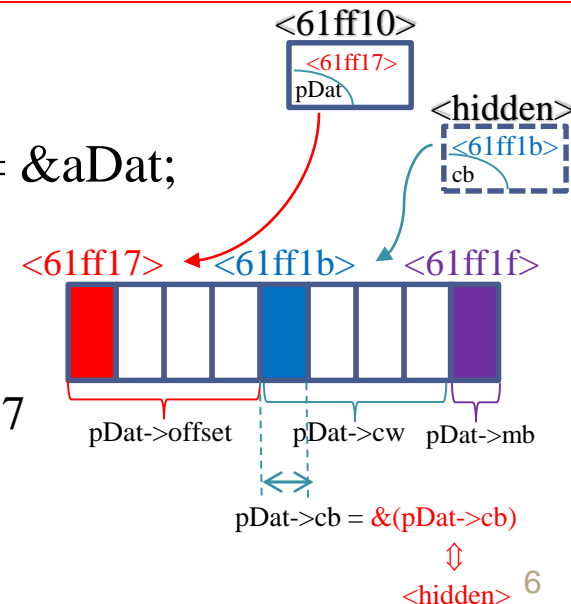 <61ff10>
<61ff17>
pDat
<hidden>
<61ff1b>
cb
= &aDat;
<61ff17> <61ff1b> <61ff1f>
7
pDat->offset pDat->cw pDat->mb
pDat->cb = &(pDat->cb)
⇕
<hidden> 6